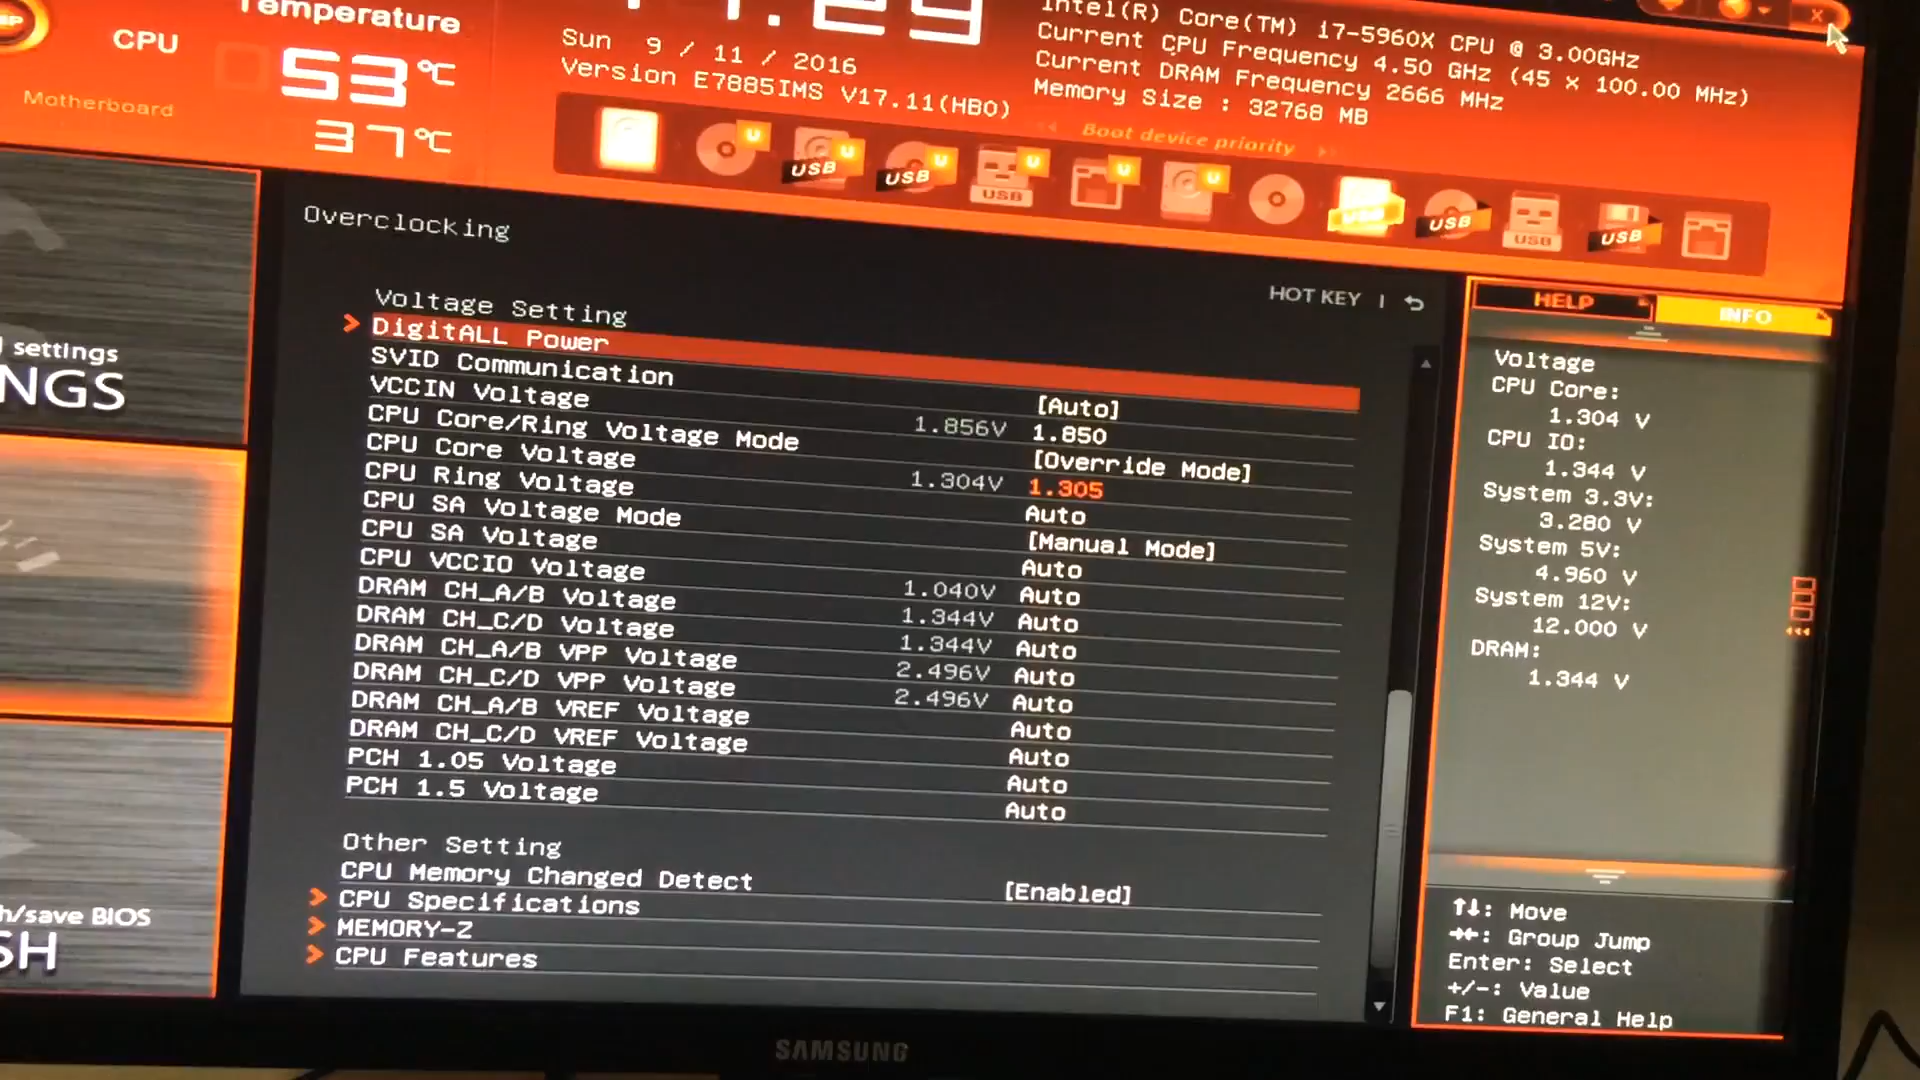 Temperature
CPU
53°C
Motherboard
37°C
Sun 9 / 11 / 2016
Version E7885IMS V17.11(HBO)
Intel(R) Core(TM) i7-5960X CPU @ 3.00GHz
Current CPU Frequency 4.50 GHz (45 x 100.00 MHz)
Current DRAM Frequency 2666 MHz
Memory Size : 32768 MB
Boot device priority
U
U USB
U USB
U USB
U
U
USB
USB
USB
USB
settings
NGS
h/save BIOS
SH
Overclocking
HOT KEY |
Voltage Setting
> DigitALL Power
SVID Communication [Auto]
VCCIN Voltage 1.856V 1.850
CPU Core/Ring Voltage Mode [Override Mode]
CPU Core Voltage 1.304V 1.305
CPU Ring Voltage Auto
CPU SA Voltage Mode [Manual Mode]
CPU SA Voltage Auto
CPU VCCIO Voltage 1.040V Auto
DRAM CH_A/B Voltage 1.344V Auto
DRAM CH_C/D Voltage 1.344V Auto
DRAM CH_A/B VPP Voltage 2.496V Auto
DRAM CH_C/D VPP Voltage 2.496V Auto
DRAM CH_A/B VREF Voltage Auto
DRAM CH_C/D VREF Voltage Auto
PCH 1.05 Voltage Auto
PCH 1.5 Voltage Auto
Other Setting
CPU Memory Changed Detect [Enabled]
> CPU Specifications
> MEMORY-Z
> CPU Features
HELP
INFO
Voltage
CPU Core:
1.304 V
CPU IO:
1.344 V
System 3.3V:
3.280 V
System 5V:
4.960 V
System 12V:
12.000 V
DRAM:
1.344 V
↑↓: Move
→←: Group Jump
Enter: Select
+/-: Value
F1: General Help
SAMSUNG